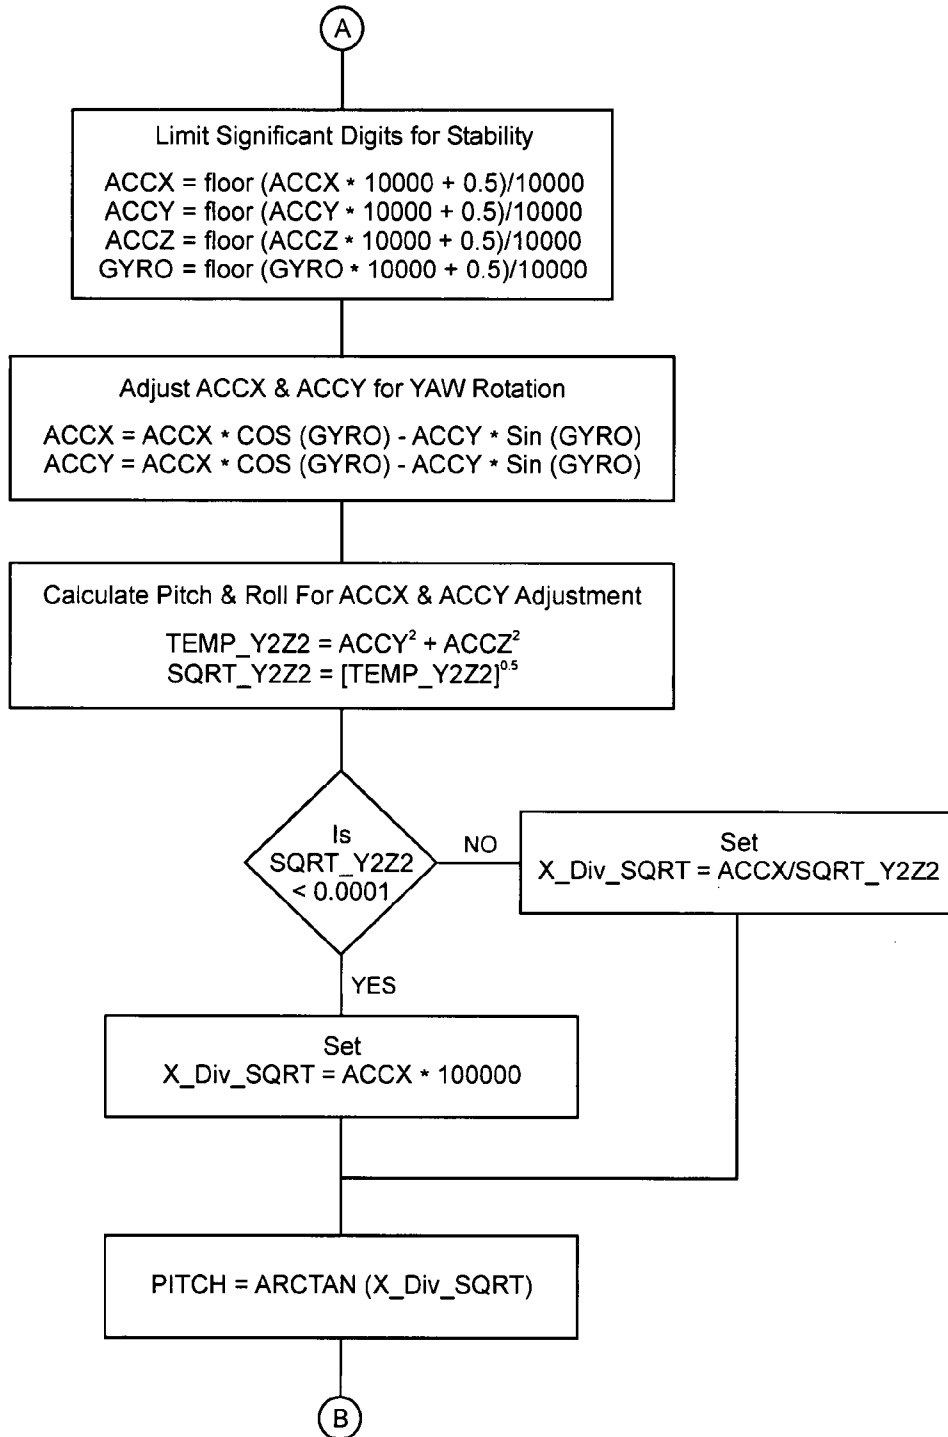 A
Limit Significant Digits for Stability
ACCX = floor (ACCX * 10000 + 0.5)/10000
ACCY = floor (ACCY * 10000 + 0.5)/10000
ACCZ = floor (ACCZ * 10000 + 0.5)/10000
GYRO = floor (GYRO * 10000 + 0.5)/10000
Adjust ACCX & ACCY for YAW Rotation
ACCX = ACCX * COS (GYRO) - ACCY * Sin (GYRO)
ACCY = ACCX * COS (GYRO) - ACCY * Sin (GYRO)
Calculate Pitch & Roll For ACCX & ACCY Adjustment
TEMP_Y2Z2 = ACCY² + ACCZ²
SQRT_Y2Z2 = [TEMP_Y2Z2]⁰·⁵
Is
SQRT_Y2Z2
< 0.0001
NO
Set
X_Div_SQRT = ACCX/SQRT_Y2Z2
YES
Set
X_Div_SQRT = ACCX * 100000
PITCH = ARCTAN (X_Div_SQRT)
B